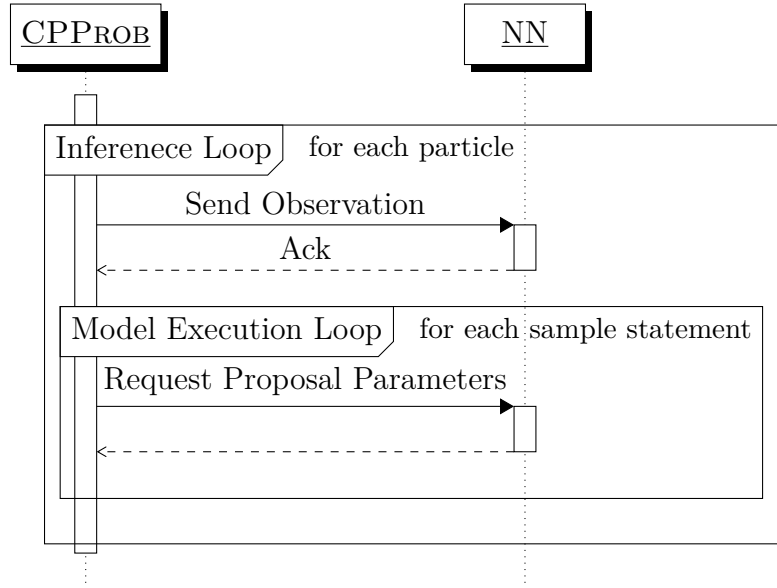 CPPROB
NN
Inferenece Loop
for each particle
Send Observation
Ack
Model Execution Loop
for each sample statement
Request Proposal Parameters